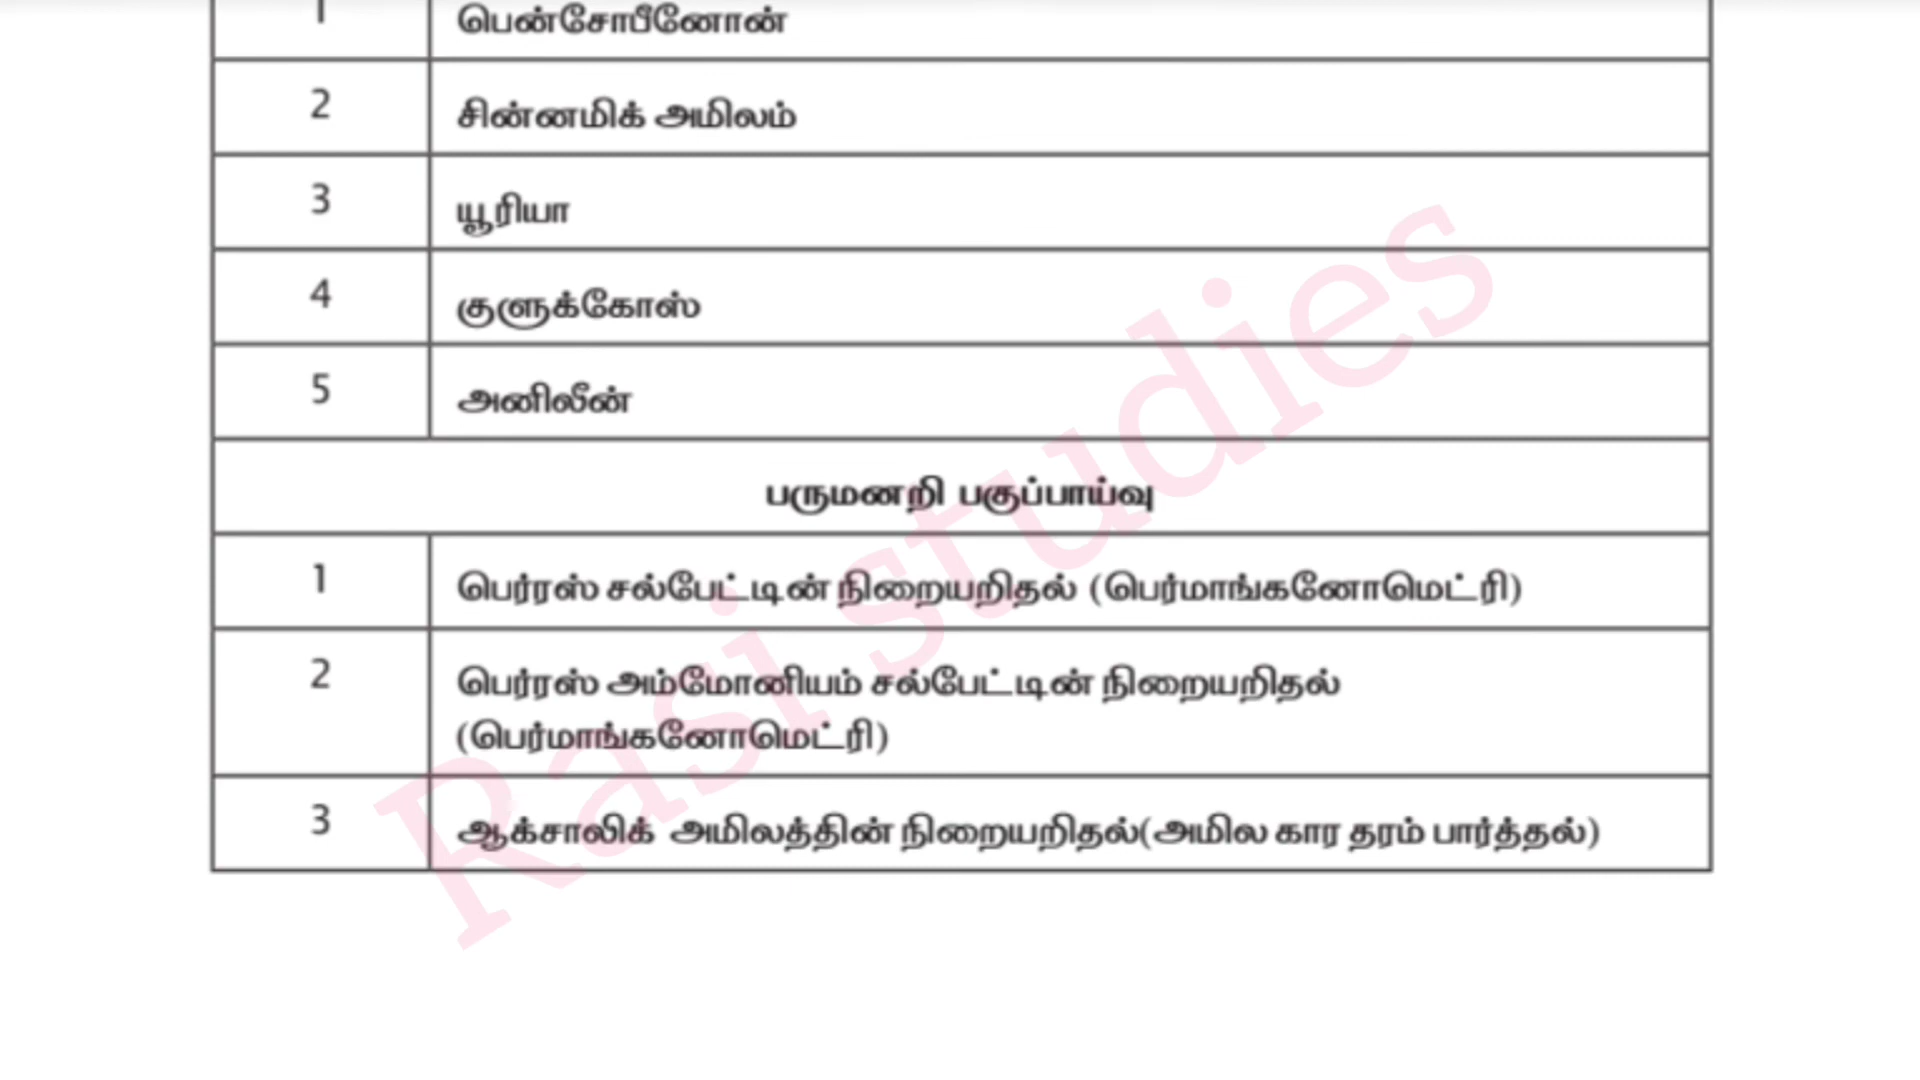 1 பென்சோபீனோன்
2 சின்னமிக் அமிலம்
3 யூரியா
4 குளுக்கோஸ்
5 அனிலீன்
பருமனறி பகுப்பாய்வு
1 பெர்ரஸ் சல்பேட்டின் நிறையறிதல் (பெர்மாங்கனோமெட்ரி)
2 பெர்ரஸ் அம்மோனியம் சல்பேட்டின் நிறையறிதல்
(பெர்மாங்கனோமெட்ரி)
3 ஆக்சாலிக் அமிலத்தின் நிறையறிதல்(அமில கார தரம் பார்த்தல்)
Rasi studies